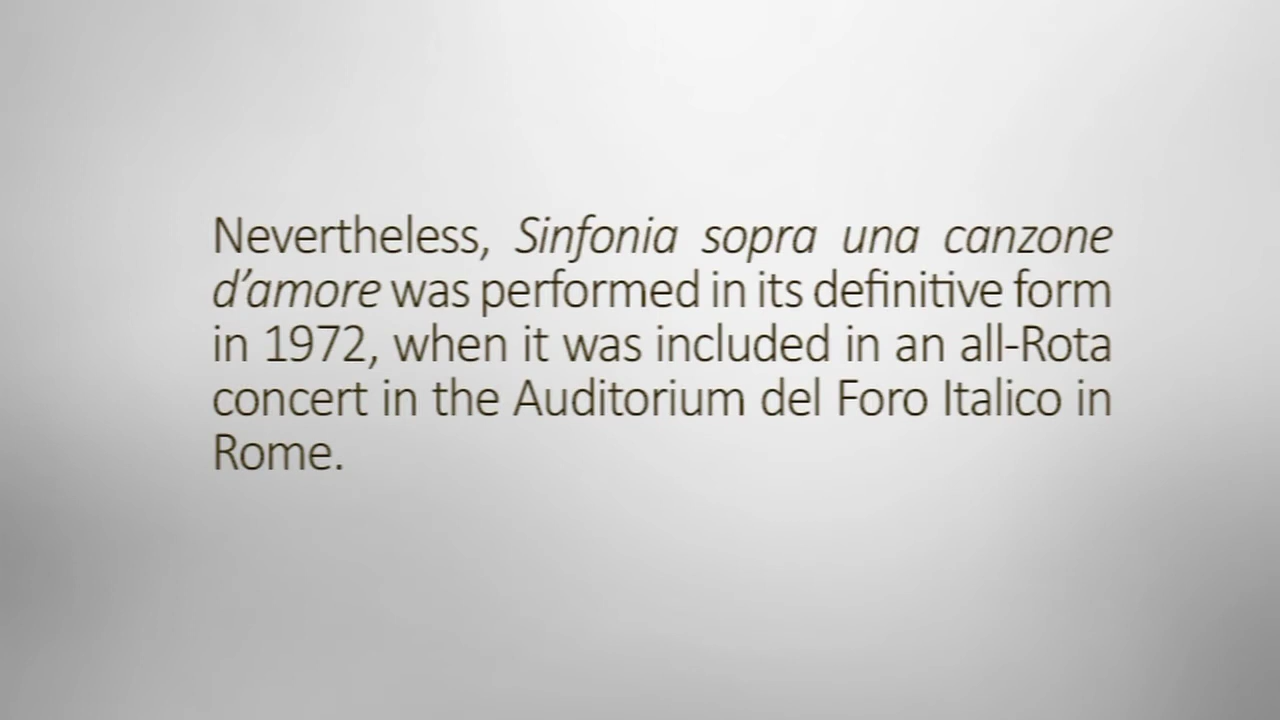 Nevertheless, Sinfonia sopra una canzone
d’amore was performed in its definitive form
in 1972, when it was included in an all-Rota
concert in the Auditorium del Foro Italico in
Rome.